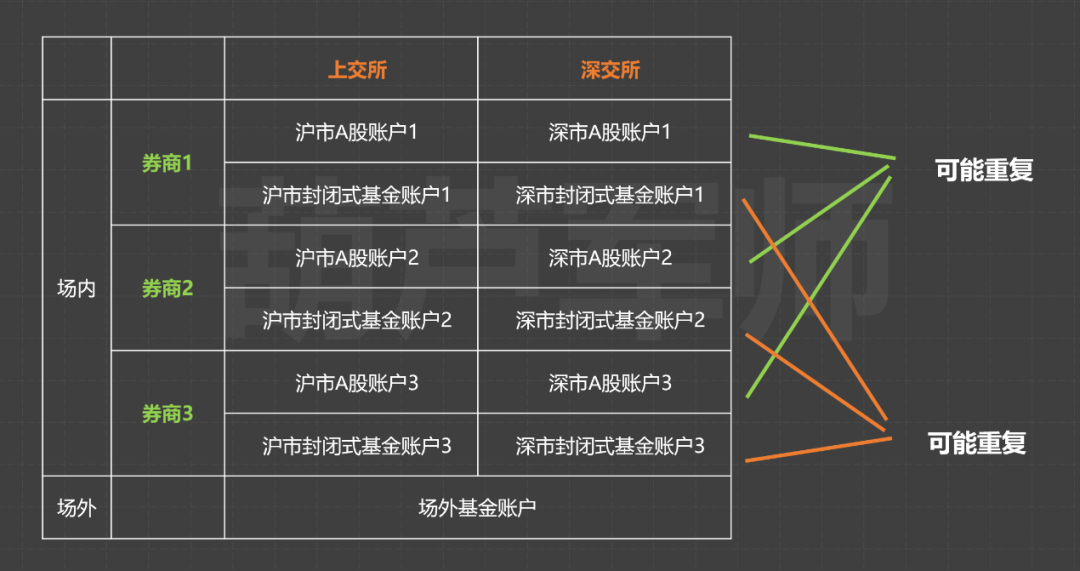 上交所
深交所
沪市A股账户1
深市A股账户1
券商1
可能重复
沪市封闭式基金账户1
深市封闭式基金账户1
沪市A股账户2
深市A股账户2
场内
券商2
沪市封闭式基金账户2
深市封闭式基金账户2
沪市A股账户3
深市A股账户3
券商3
沪市封闭式基金账户3
深市封闭式基金账户3
可能重复
场外
场外基金账户
葫芦军师